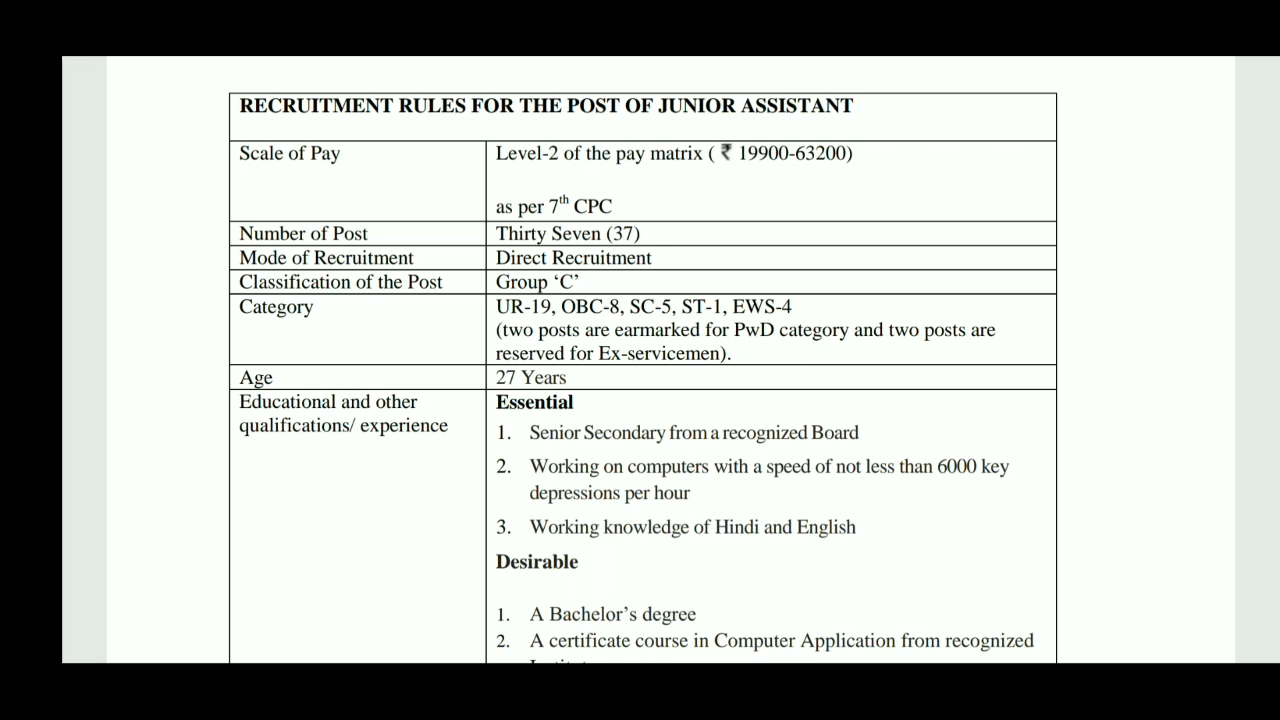 RECRUITMENT RULES FOR THE POST OF JUNIOR ASSISTANT
Scale of Pay
Level-2 of the pay matrix ( ₹ 19900-63200)
as per 7th CPC
Number of Post
Thirty Seven (37)
Mode of Recruitment
Direct Recruitment
Classification of the Post
Group ‘C’
Category
UR-19, OBC-8, SC-5, ST-1, EWS-4
(two posts are earmarked for PwD category and two posts are
reserved for Ex-servicemen).
Age
27 Years
Educational and other
qualifications/ experience
Essential
1. Senior Secondary from a recognized Board
2. Working on computers with a speed of not less than 6000 key
depressions per hour
3. Working knowledge of Hindi and English
Desirable
1. A Bachelor’s degree
2. A certificate course in Computer Application from recognized